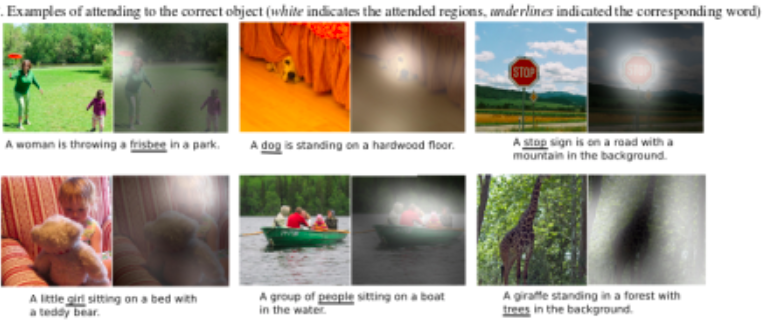 . Examples of attending to the correct object (white indicates the attended regions, underlines indicated the corresponding word)
STOP
A woman is throwing a frisbee in a park.
A dog is standing on a hardwood floor.
A stop sign is on a road with a
mountain in the background.
A little girl sitting on a bed with
a teddy bear.
A group of people sitting on a boat
in the water.
A giraffe standing in a forest with
trees in the background.